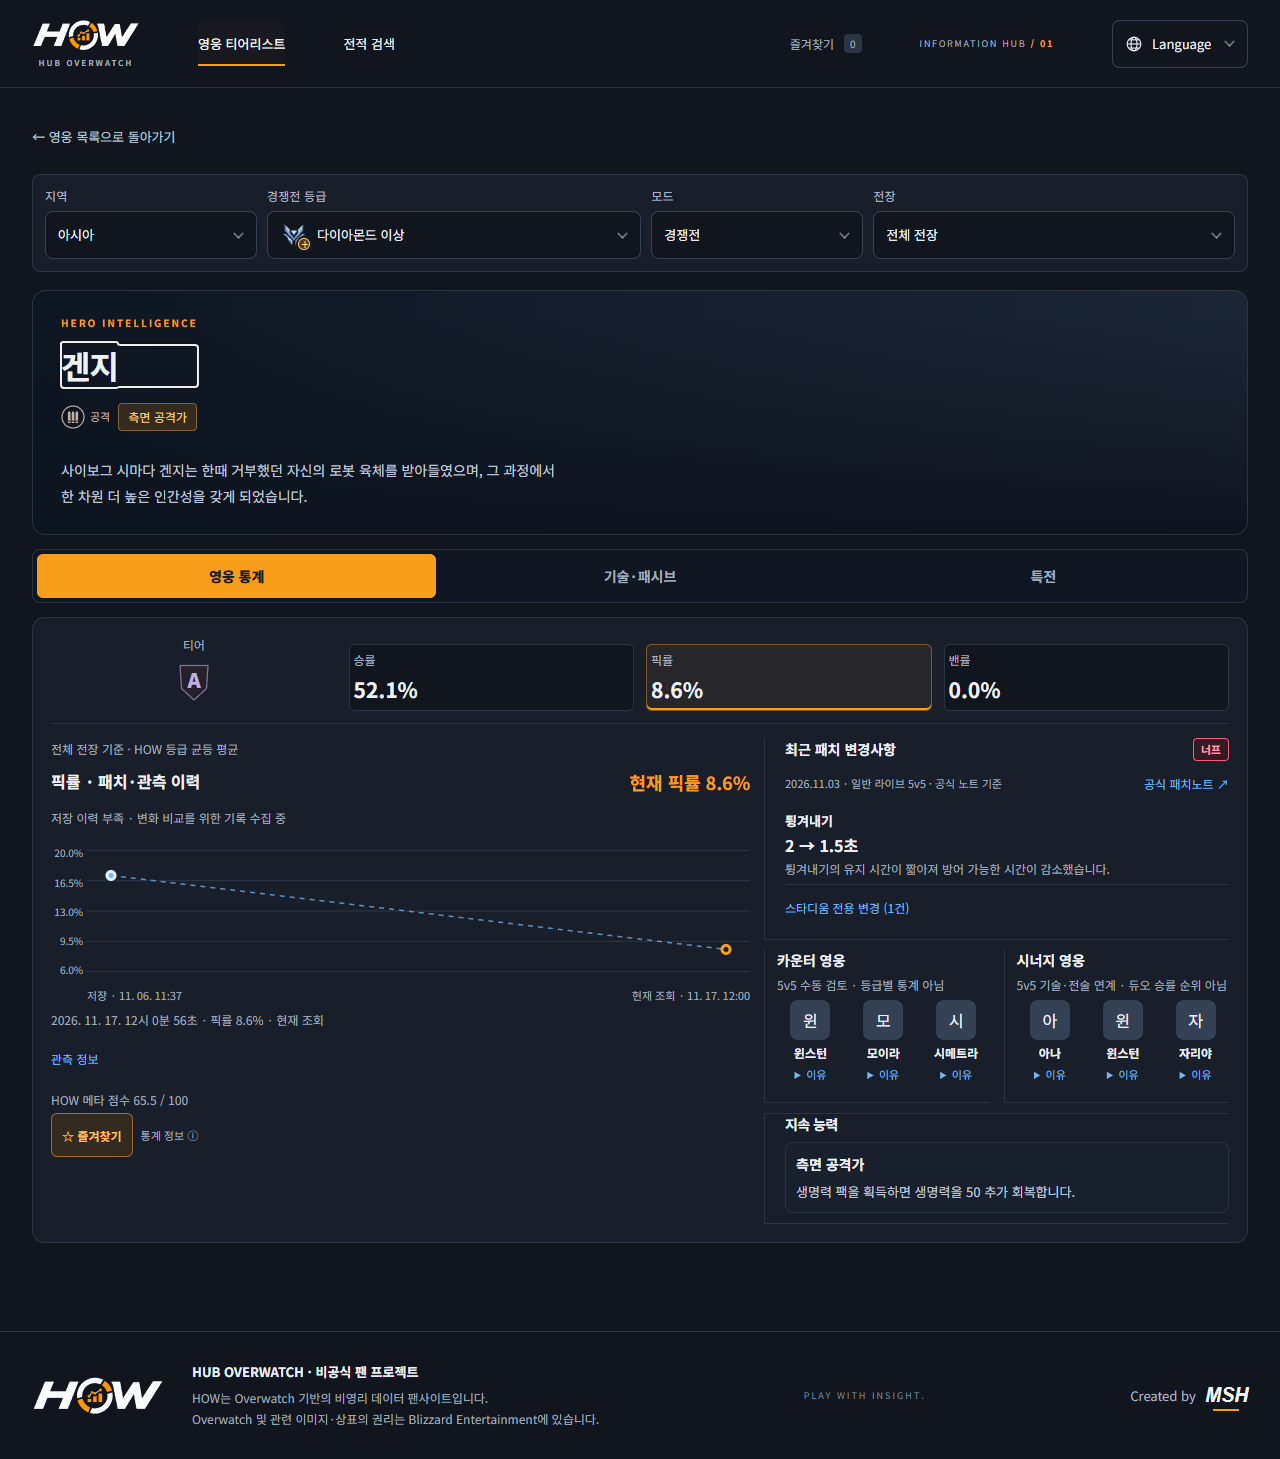 HOW
HUB OVERWATCH
영웅 티어리스트
전적 검색
즐겨찾기 0
INFORMATION HUB / 01
Language
← 영웅 목록으로 돌아가기
지역
경쟁전 등급
모드
전장
아시아
다이아몬드 이상
경쟁전
전체 전장
HERO INTELLIGENCE
겐지
공격
측면 공격가
사이보그 시마다 겐지는 한때 거부했던 자신의 로봇 육체를 받아들였으며, 그 과정에서
한 차원 더 높은 인간성을 갖게 되었습니다.
영웅 통계
기술·패시브
특전
티어
A
승률
52.1%
픽률
8.6%
밴률
0.0%
전체 전장 기준 · HOW 등급 균등 평균
픽률 · 패치·관측 이력
현재 픽률 8.6%
저장 이력 부족 · 변화 비교를 위한 기록 수집 중
20.0%
16.5%
13.0%
9.5%
6.0%
저장 · 11. 06. 11:37
현재 조회 · 11. 17. 12:00
2026. 11. 17. 12시 0분 56초 · 픽률 8.6% · 현재 조회
관측 정보
HOW 메타 점수 65.5 / 100
☆ 즐겨찾기
통계 정보 ⓘ
최근 패치 변경사항
너프
2026.11.03 · 일반 라이브 5v5 · 공식 노트 기준
공식 패치노트 ↗
튕겨내기
2 → 1.5초
튕겨내기의 유지 시간이 짧아져 방어 가능한 시간이 감소했습니다.
스타디움 전용 변경 (1건)
카운터 영웅
5v5 수동 검토 · 등급별 통계 아님
윈 모 시
윈스턴 모이라 시메트라
▶ 이유 ▶ 이유 ▶ 이유
시너지 영웅
5v5 기술·전술 연계 · 듀오 승률 순위 아님
아 윈 자
아나 윈스턴 자리야
▶ 이유 ▶ 이유 ▶ 이유
지속 능력
측면 공격가
생명력 팩을 획득하면 생명력을 50 추가 회복합니다.
HOW
HUB OVERWATCH · 비공식 팬 프로젝트
HOW는 Overwatch 기반의 비영리 데이터 팬사이트입니다.
Overwatch 및 관련 이미지·상표의 권리는 Blizzard Entertainment에 있습니다.
PLAY WITH INSIGHT.
Created by MSH